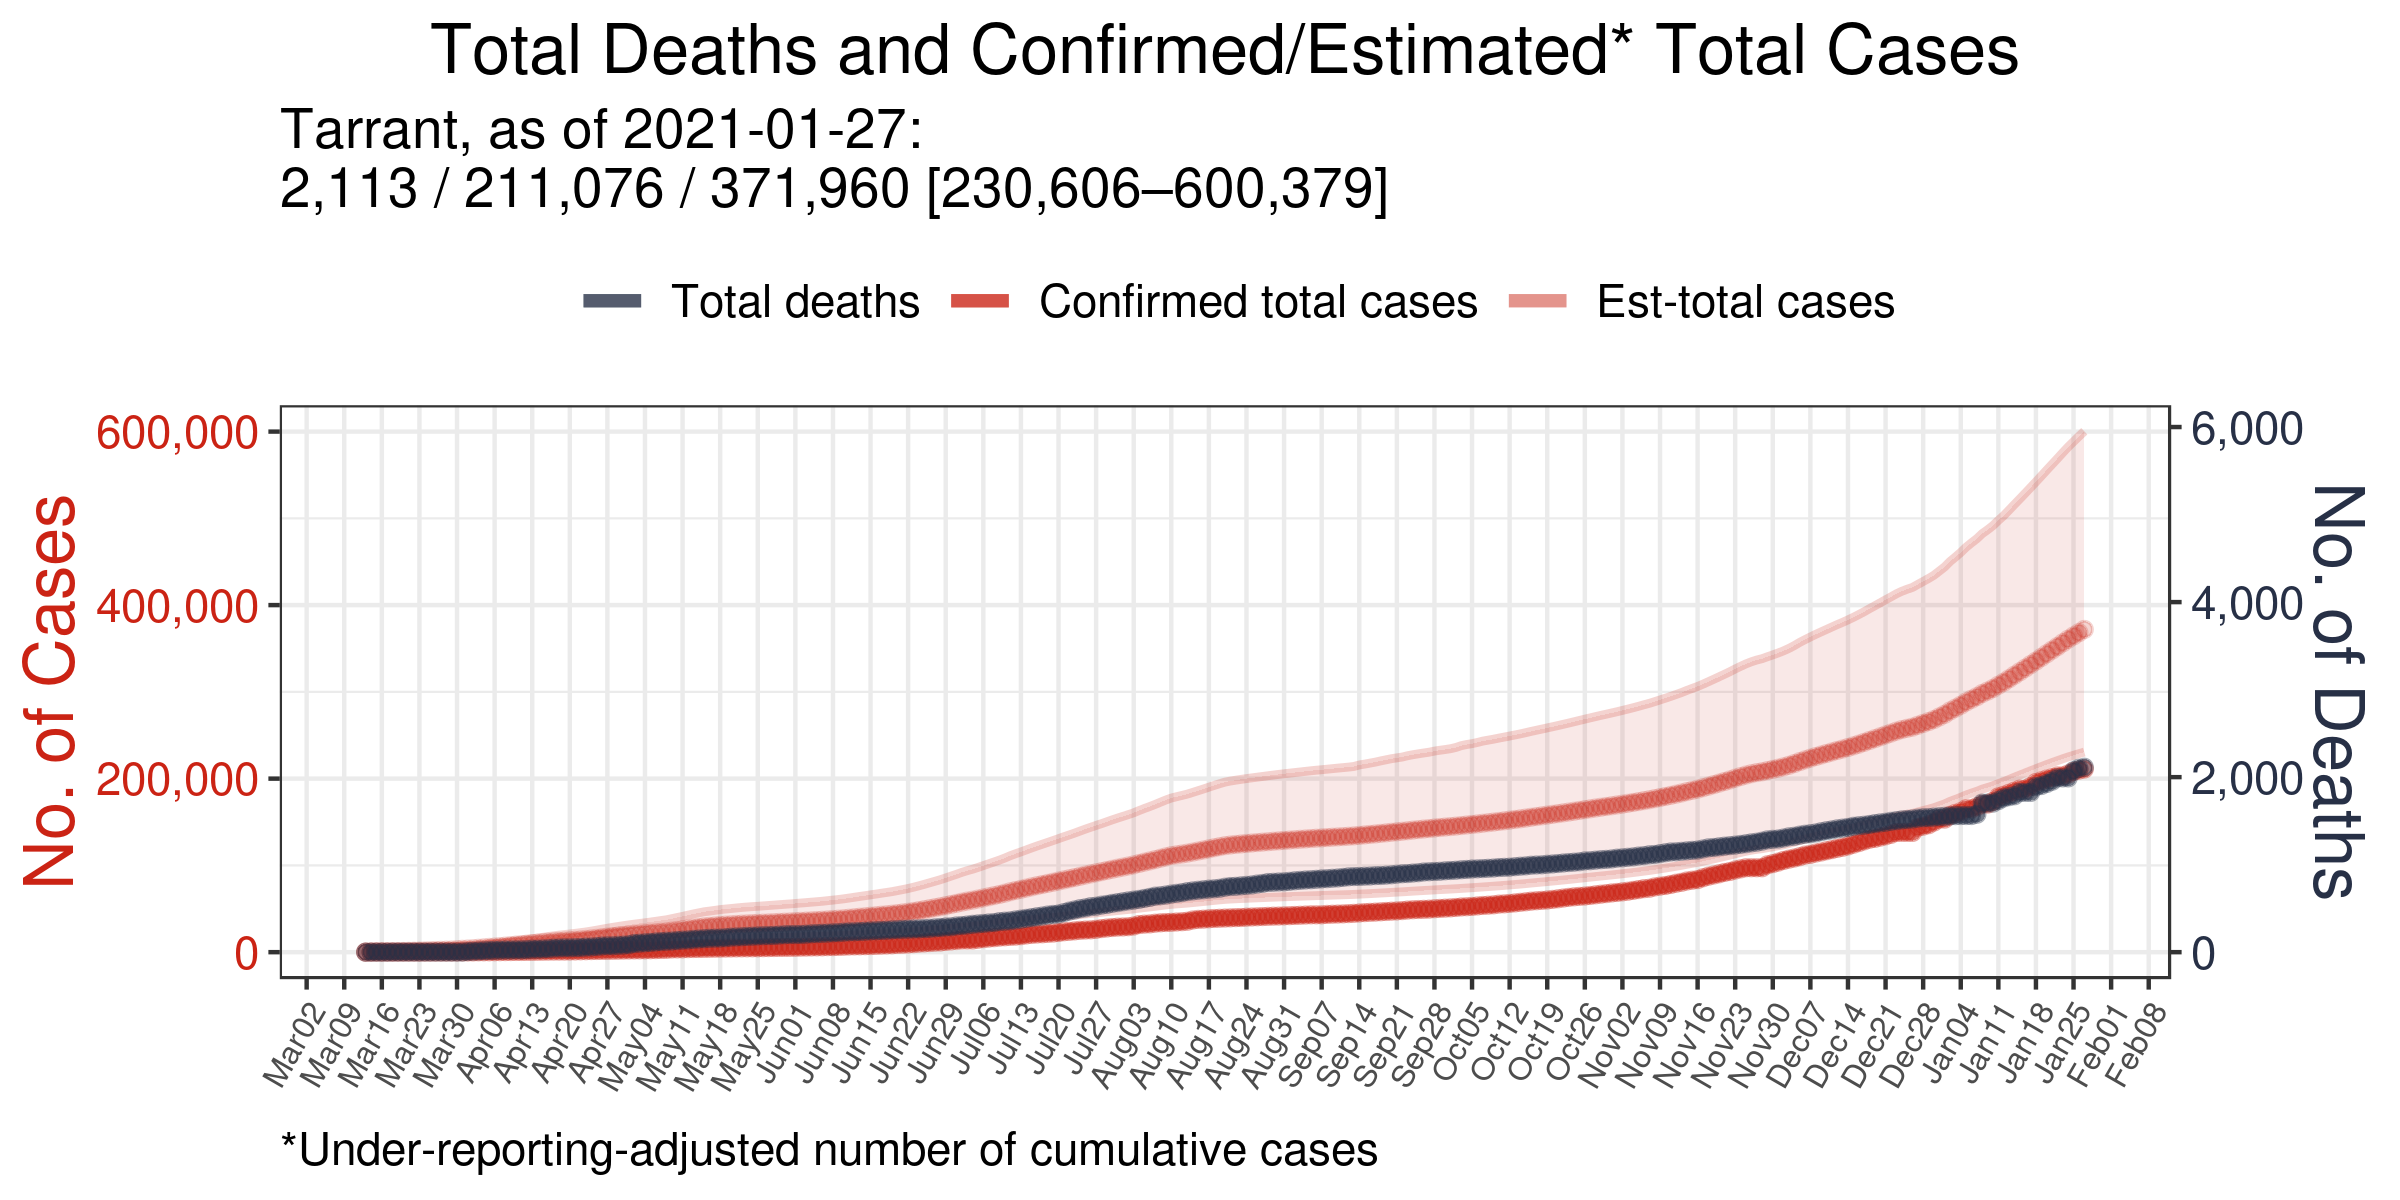 Total Deaths and Confirmed/Estimated* Total Cases
Tarrant, as of 2021-01-27:
2,113 / 211,076 / 371,960 [230,606–600,379]
Total deaths Confirmed total cases Est-total cases
No. of Cases
600,000
400,000
200,000
0
6,000
4,000
2,000
0
No. of Deaths
Mar02
Mar09
Mar16
Mar23
Mar30
Apr06
Apr13
Apr20
Apr27
May04
May11
May18
May25
Jun01
Jun08
Jun15
Jun22
Jun29
Jul06
Jul13
Jul20
Jul27
Aug03
Aug10
Aug17
Aug24
Aug31
Sep07
Sep14
Sep21
Sep28
Oct05
Oct12
Oct19
Oct26
Nov02
Nov09
Nov16
Nov23
Nov30
Dec07
Dec14
Dec21
Dec28
Jan04
Jan11
Jan18
Jan25
Feb01
Feb08
*Under-reporting-adjusted number of cumulative cases